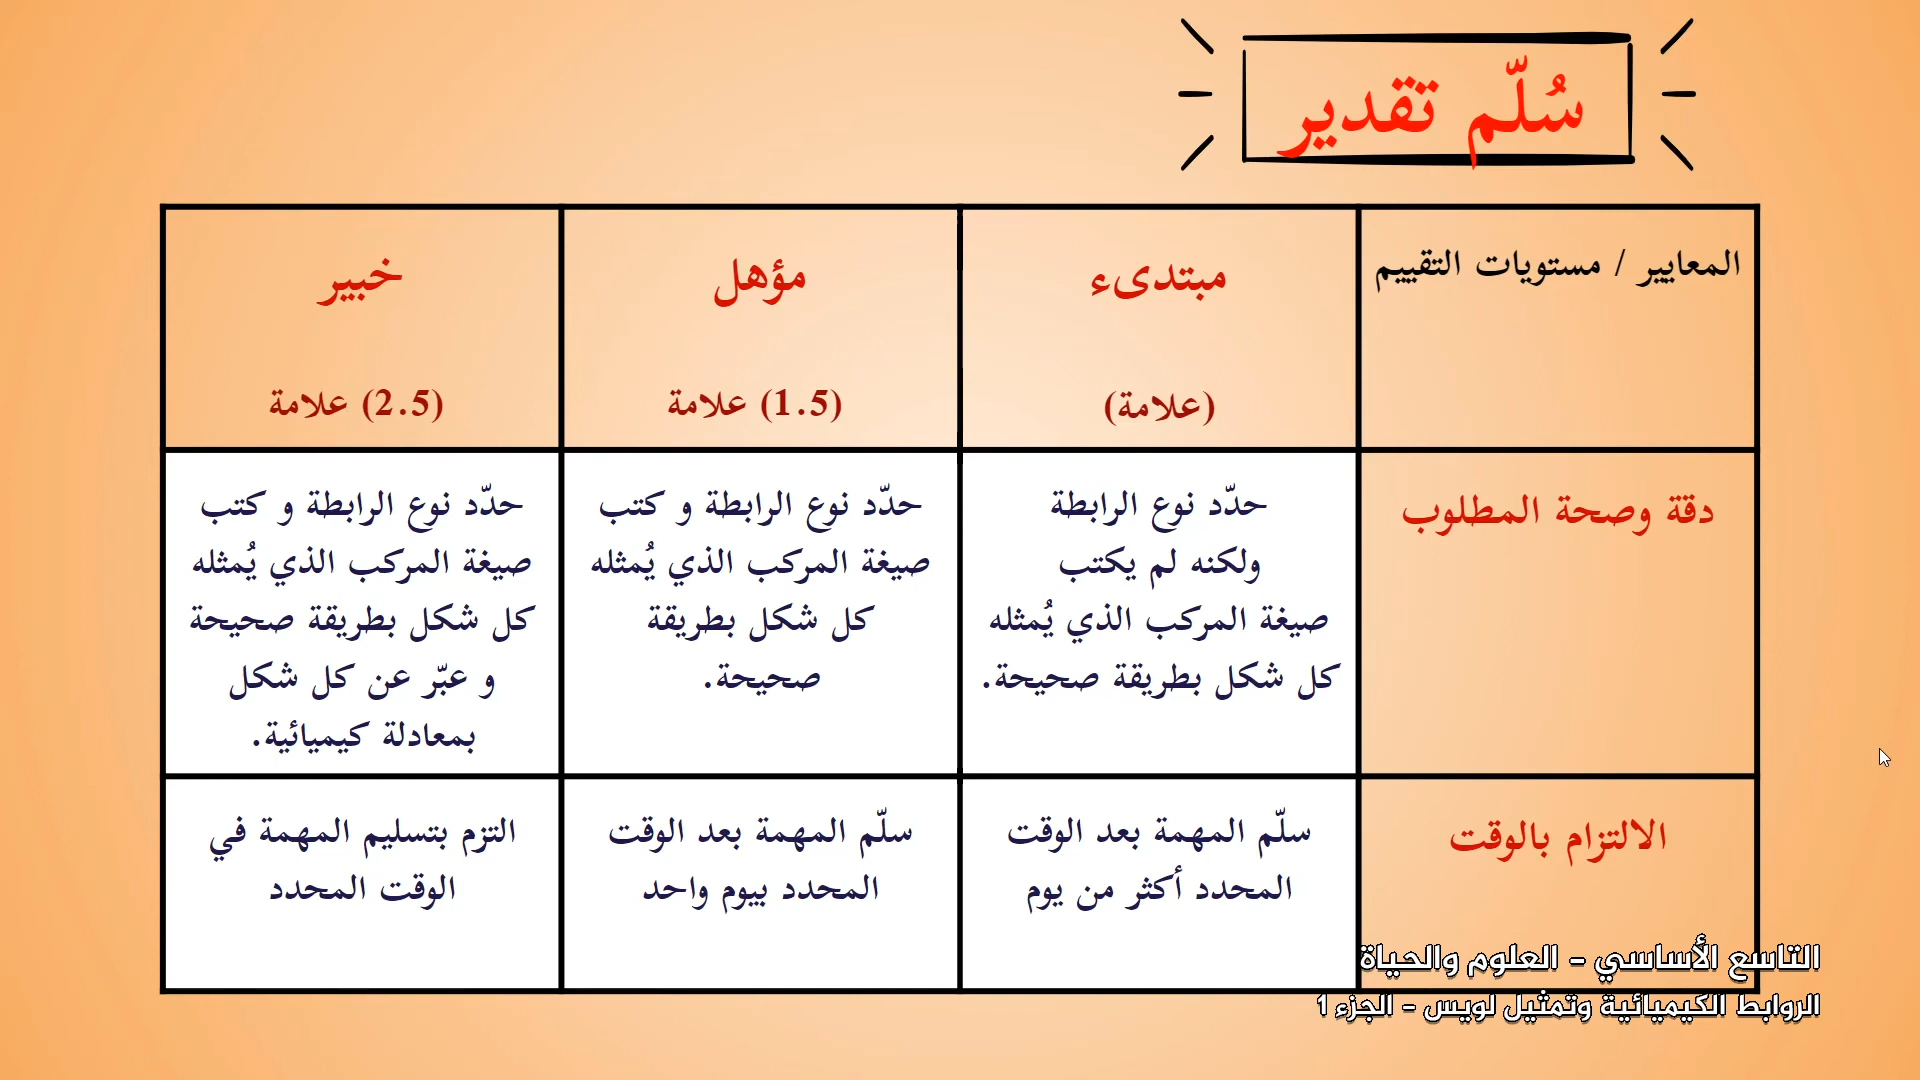 سُلّم تقدير
المعايير / مستويات التقييم
مبتدىء
(علامة)
مؤهل
(1.5) علامة
خبير
(2.5) علامة
دقة وصحة المطلوب
حدّد نوع الرابطة
ولكنه لم يكتب
صيغة المركب الذي يُمثله
كل شكل بطريقة صحيحة.
حدّد نوع الرابطة و كتب
صيغة المركب الذي يُمثله
كل شكل بطريقة
صحيحة.
حدّد نوع الرابطة و كتب
صيغة المركب الذي يُمثله
كل شكل بطريقة صحيحة
و عبّر عن كل شكل
بمعادلة كيميائية.
الالتزام بالوقت
سلّم المهمة بعد الوقت
المحدد أكثر من يوم
سلّم المهمة بعد الوقت
المحدد بيوم واحد
التزم بتسليم المهمة في
الوقت المحدد
التاسع الأساسي - العلوم والحياة
الروابط الكيميائية وتمثيل لويس - الجزء 1